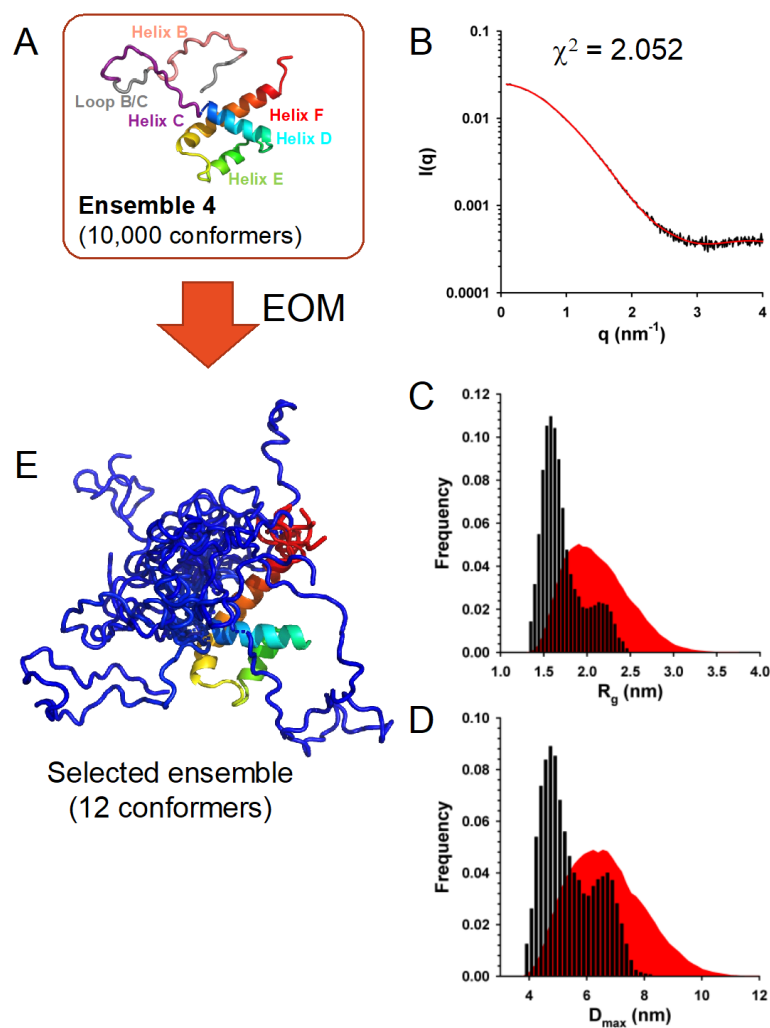 A
Helix B
Loop B/C
Helix C
Helix F
Helix D
Helix E
Ensemble 4
(10,000 conformers)
EOM
B
χ² = 2.052
0.1
0.01
0.001
0.0001
I(q)
0
1
2
3
4
q (nm⁻¹)
C
0.12
0.10
0.08
0.06
0.04
0.02
0.00
Frequency
1.0
1.5
2.0
2.5
3.0
3.5
4.0
Rg (nm)
D
0.10
0.08
0.06
0.04
0.02
0.00
Frequency
4
6
8
10
12
Dmax (nm)
E
Selected ensemble
(12 conformers)